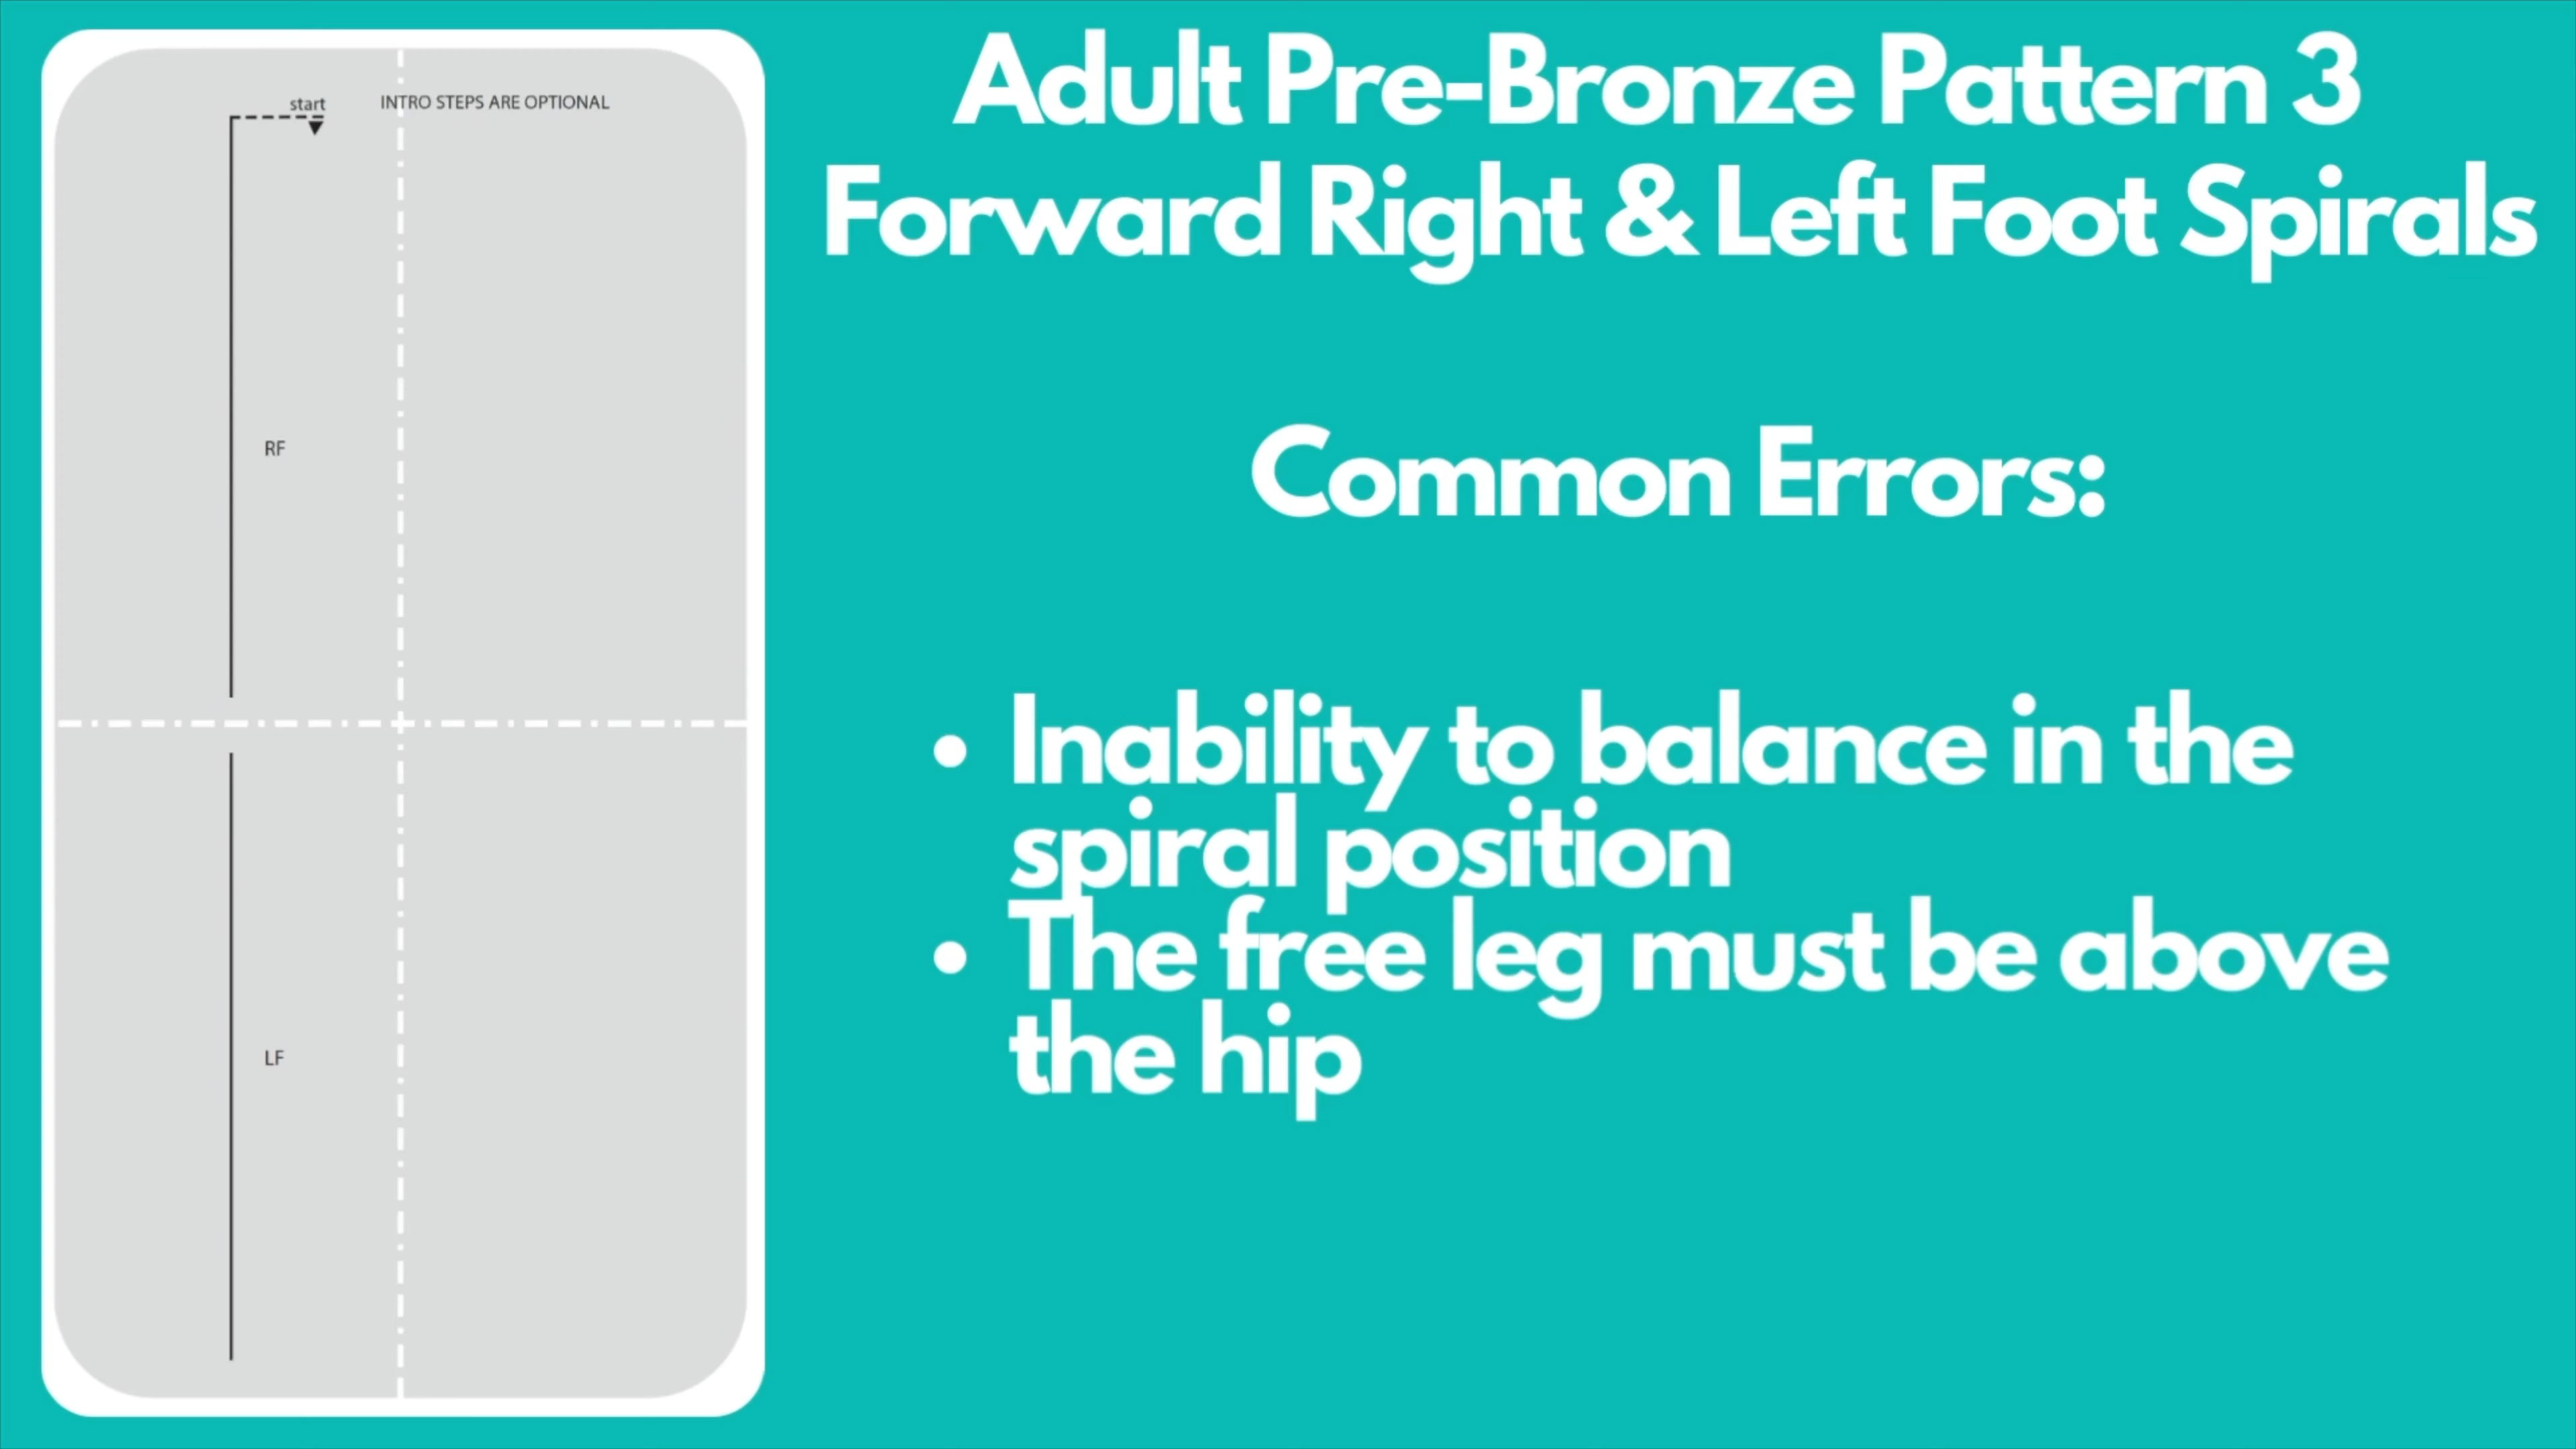 start
INTRO STEPS ARE OPTIONAL
RF
LF
Adult Pre-Bronze Pattern 3
Forward Right & Left Foot Spirals
Common Errors:
• Inability to balance in the
spiral position
• The free leg must be above
the hip